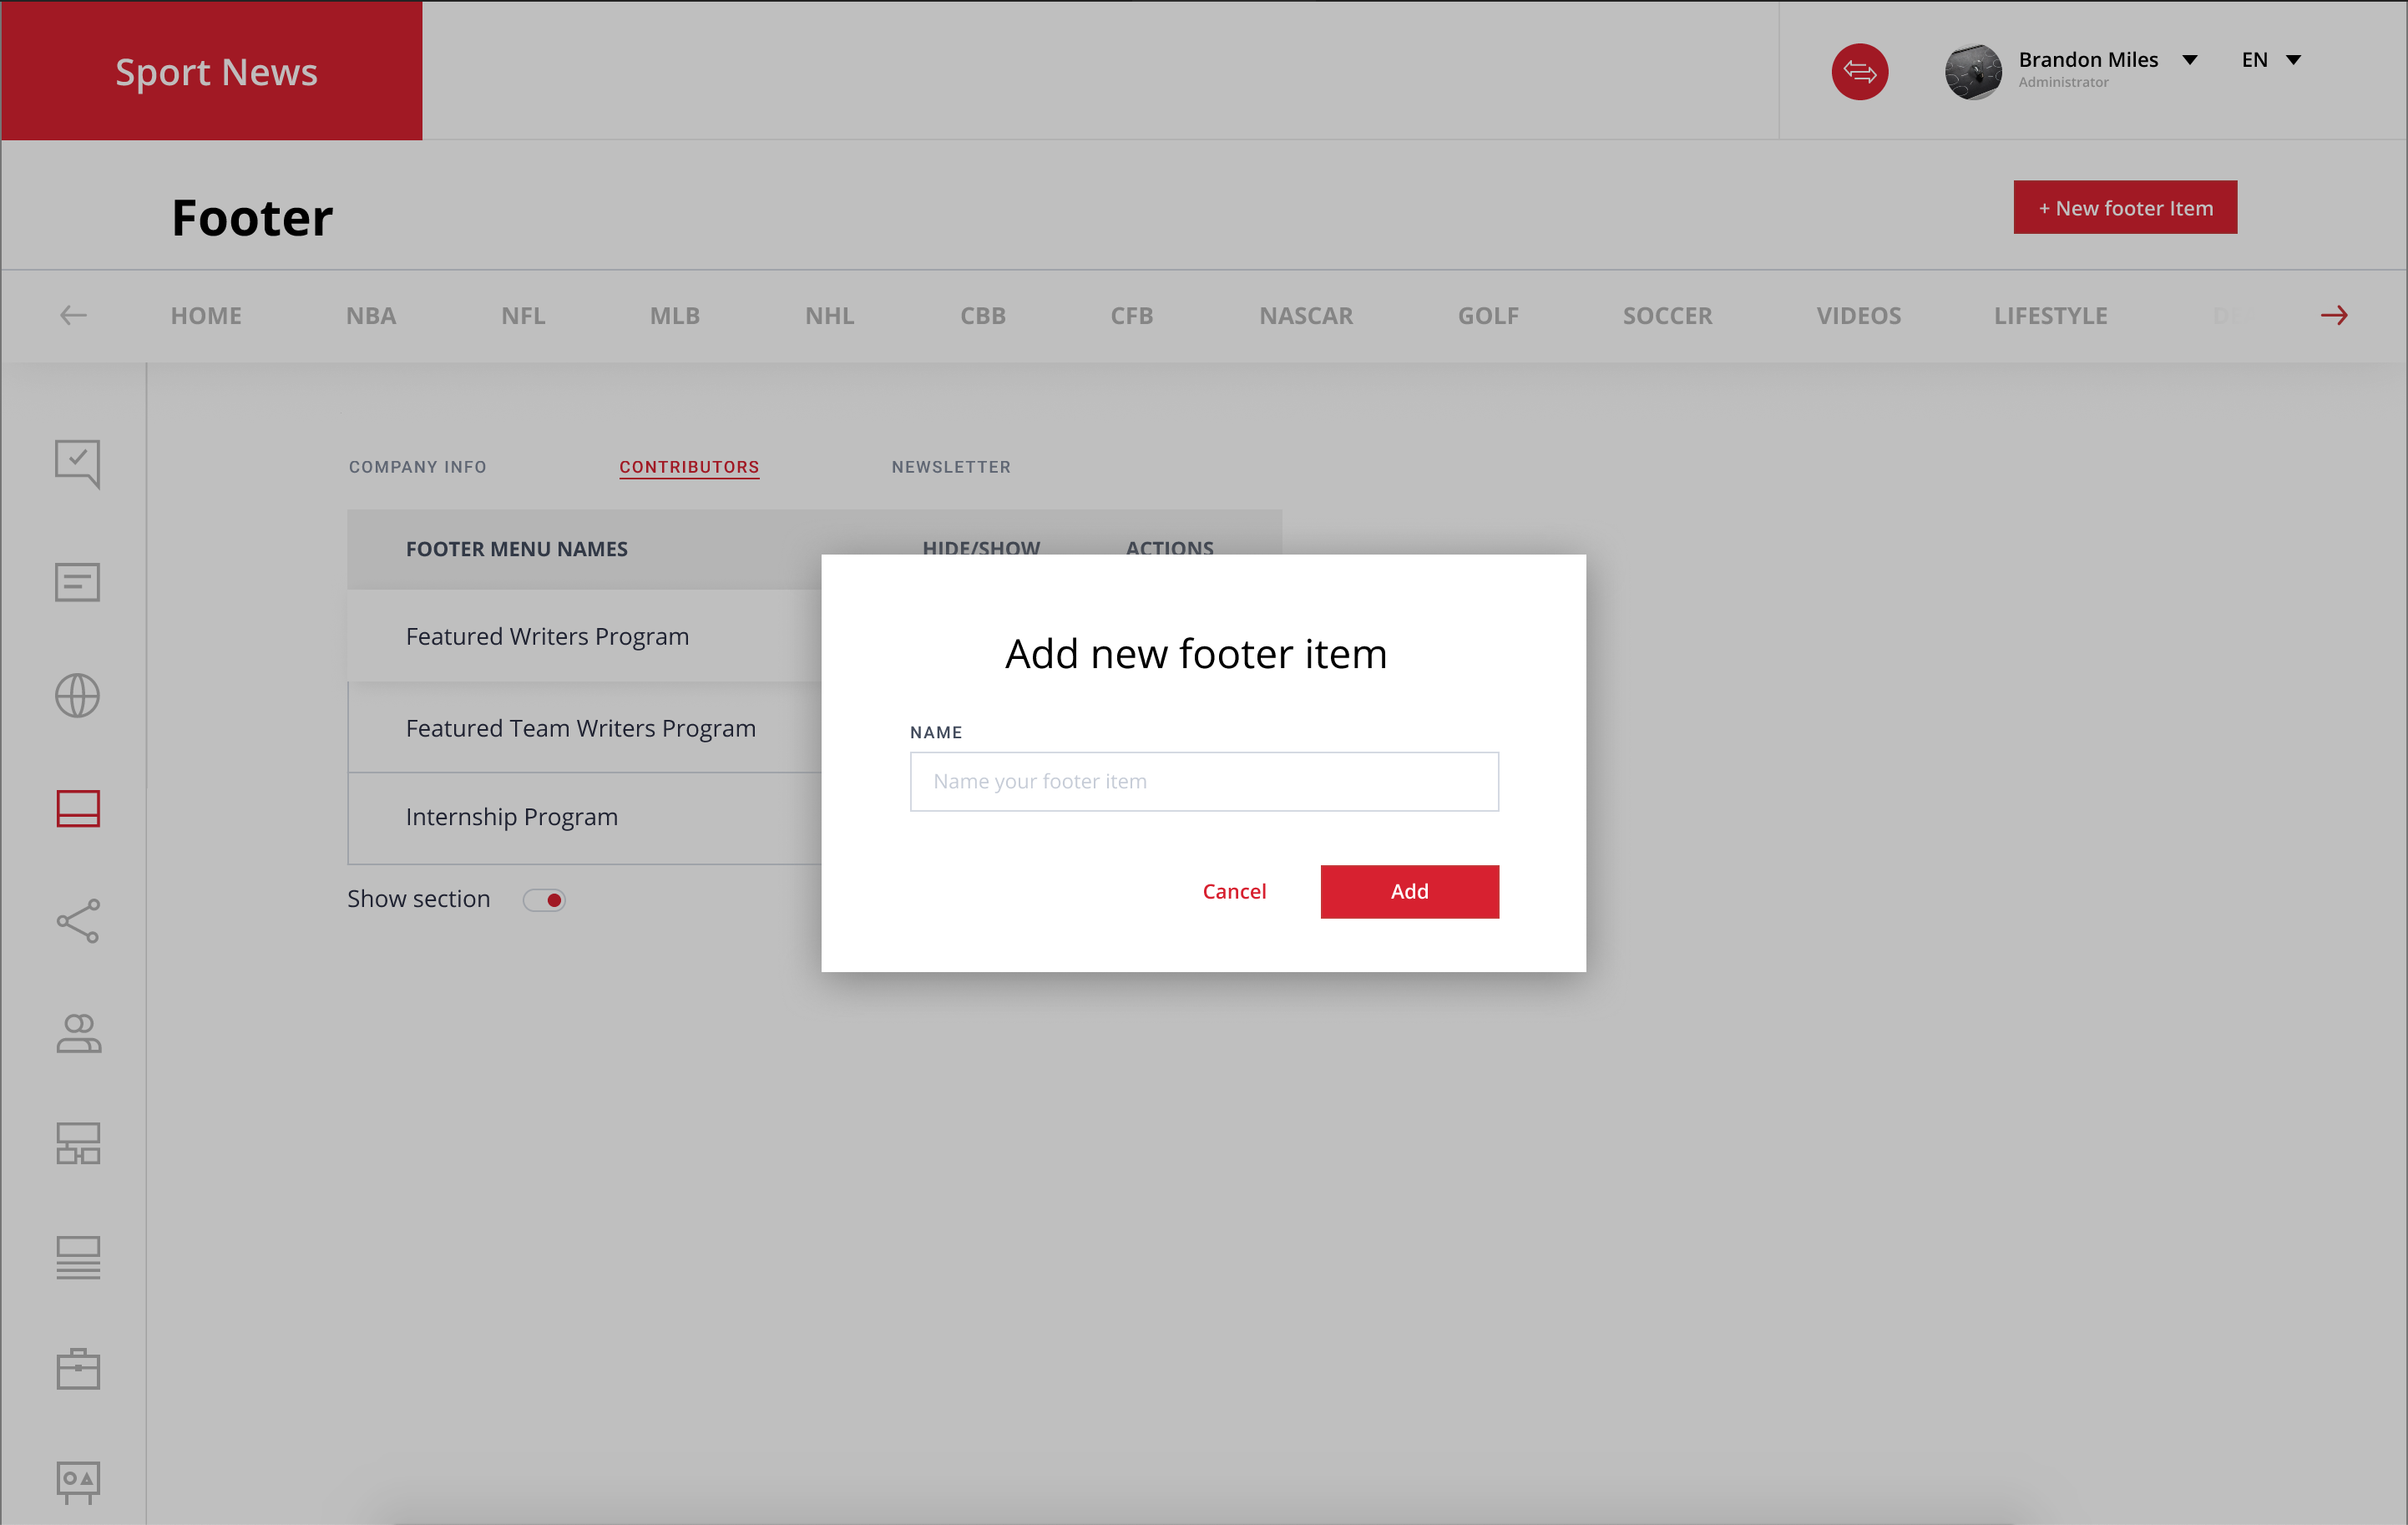 Sport News
Brandon Miles
Administrator
EN
Footer
+ New footer Item
HOME NBA NFL MLB NHL CBB CFB NASCAR GOLF SOCCER VIDEOS LIFESTYLE
COMPANY INFO CONTRIBUTORS NEWSLETTER
FOOTER MENU NAMES HIDE/SHOW ACTIONS
Featured Writers Program
Featured Team Writers Program
Internship Program
Show section
Add new footer item
NAME
Name your footer item
Cancel Add